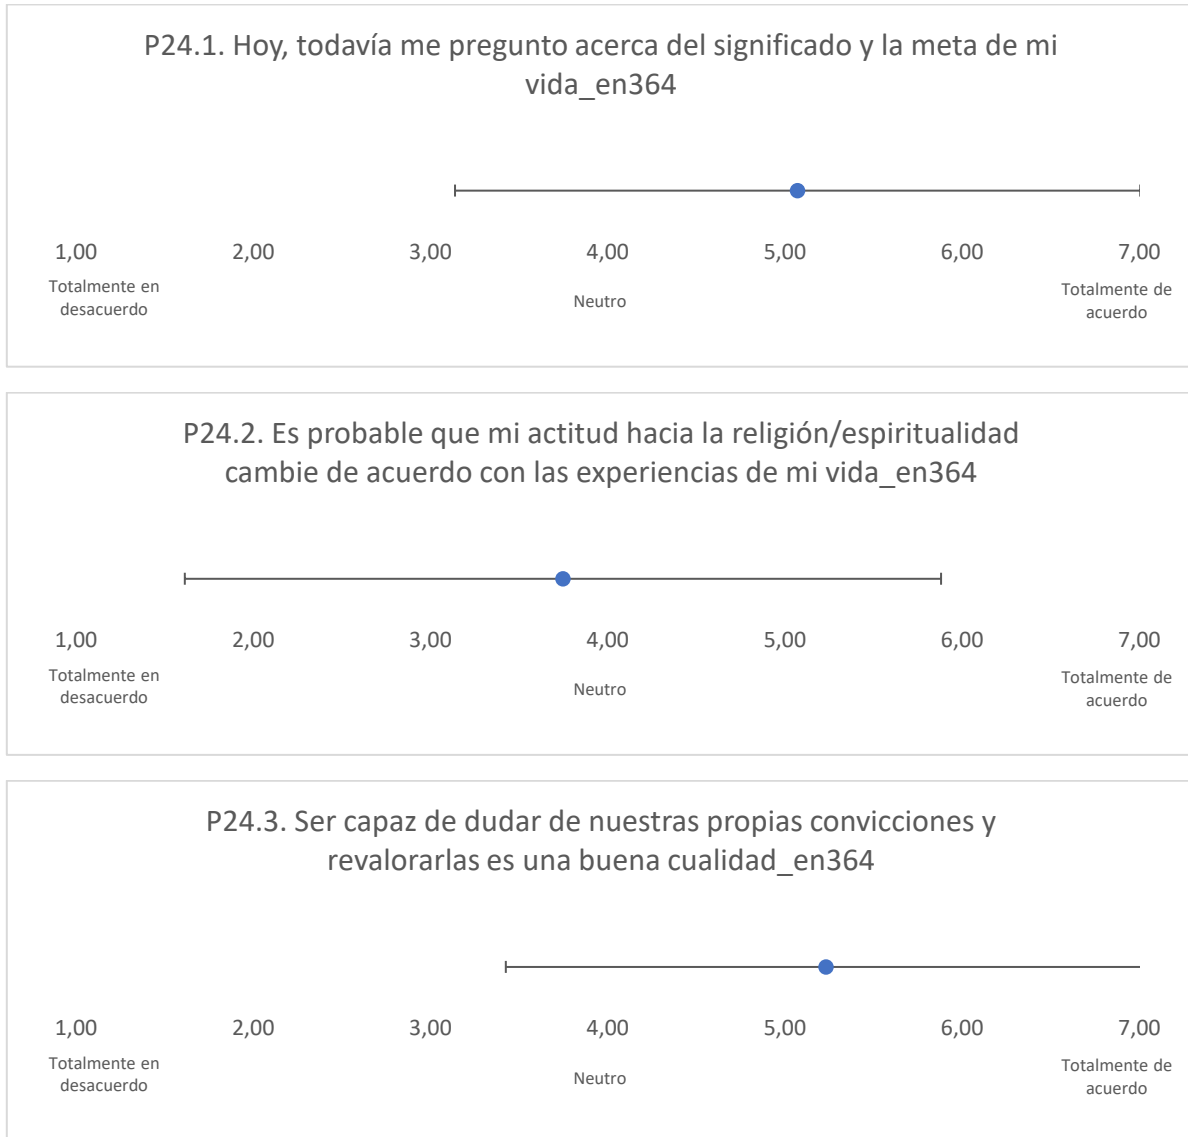 P24.1. Hoy, todavía me pregunto acerca del significado y la meta de mi
vida_en364
1,00 2,00 3,00 4,00 5,00 6,00 7,00
Totalmente en
desacuerdo
Neutro
Totalmente de
acuerdo
P24.2. Es probable que mi actitud hacia la religión/espiritualidad
cambie de acuerdo con las experiencias de mi vida_en364
1,00 2,00 3,00 4,00 5,00 6,00 7,00
Totalmente en
desacuerdo
Neutro
Totalmente de
acuerdo
P24.3. Ser capaz de dudar de nuestras propias convicciones y
revalorarlas es una buena cualidad_en364
1,00 2,00 3,00 4,00 5,00 6,00 7,00
Totalmente en
desacuerdo
Neutro
Totalmente de
acuerdo